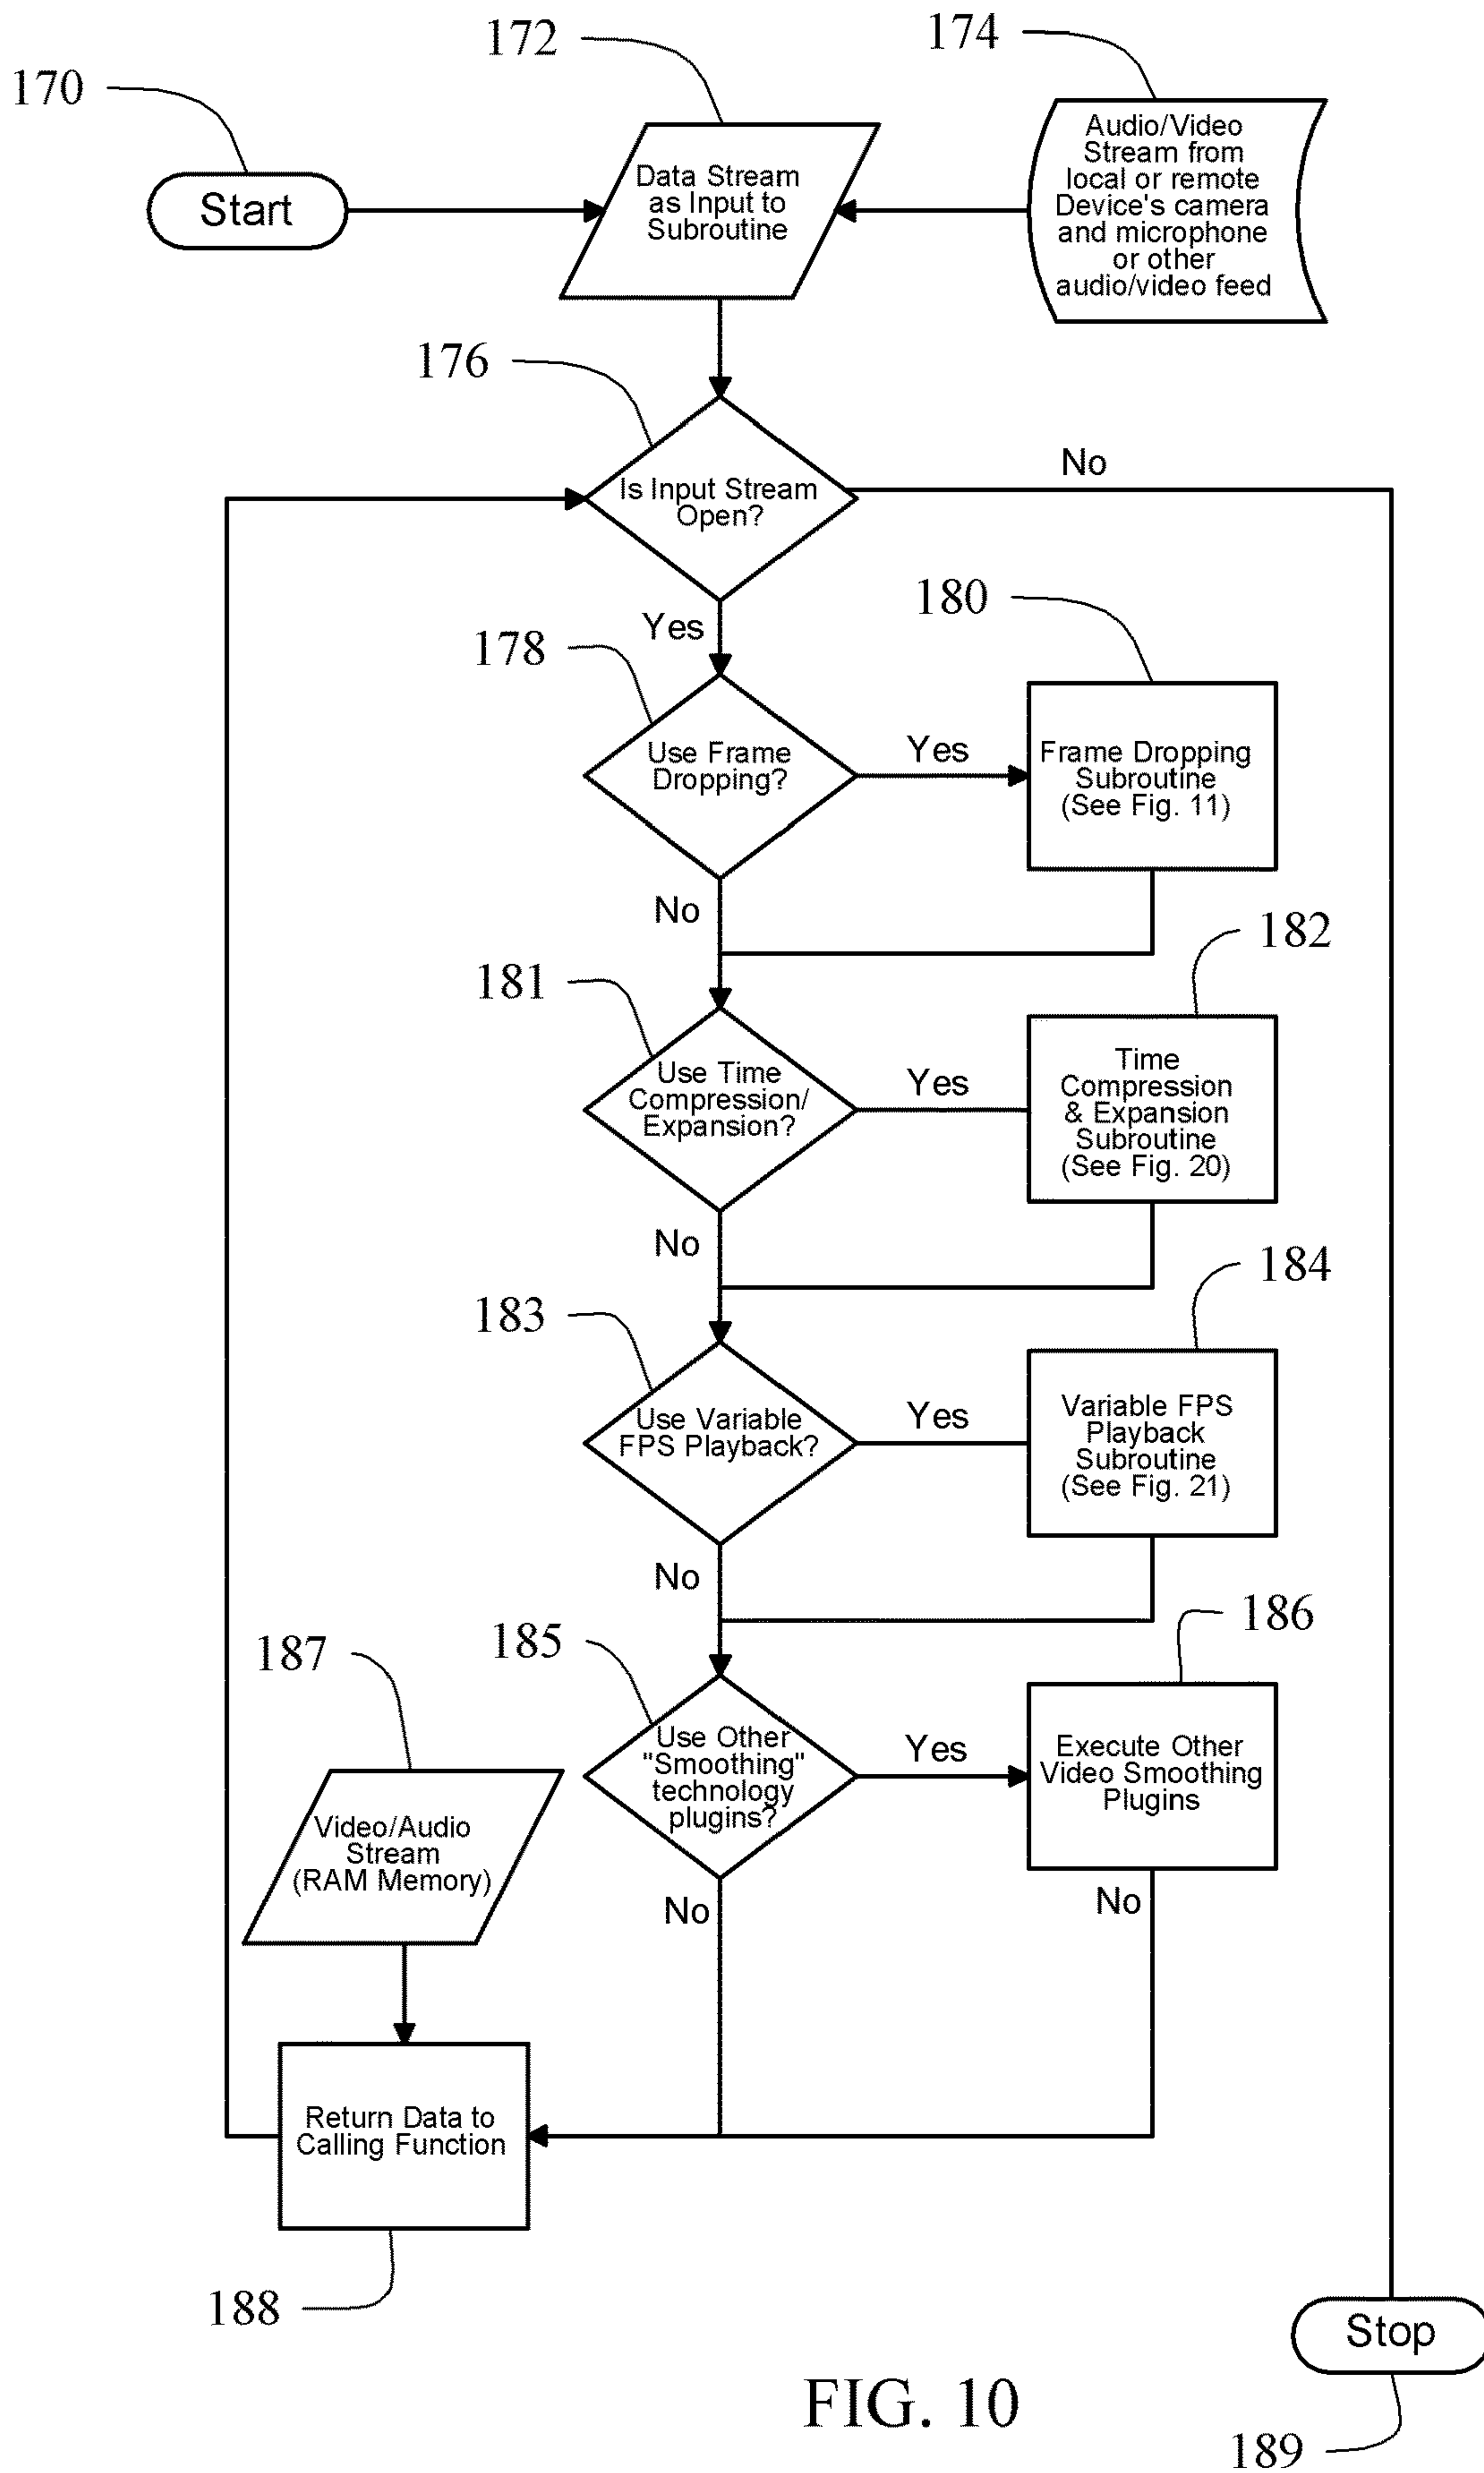 172
174
170
Start
Data Stream
as Input to
Subroutine
Audio/Video
Stream from
local or remote
Device's camera
and microphone
or other
audio/video feed
176
Is Input Stream
Open?
No
Yes
178
180
Use Frame
Dropping?
Yes
Frame Dropping
Subroutine
(See Fig. 11)
No
181
182
Use Time
Compression/
Expansion?
Yes
Time
Compression
& Expansion
Subroutine
(See Fig. 20)
No
183
184
Use Variable
FPS Playback?
Yes
Variable FPS
Playback
Subroutine
(See Fig. 21)
No
185
186
187
Use Other
"Smoothing"
technology
plugins?
Yes
Execute Other
Video Smoothing
Plugins
Video/Audio
Stream
(RAM Memory)
No
No
Return Data to
Calling Function
188
Stop
FIG. 10
189